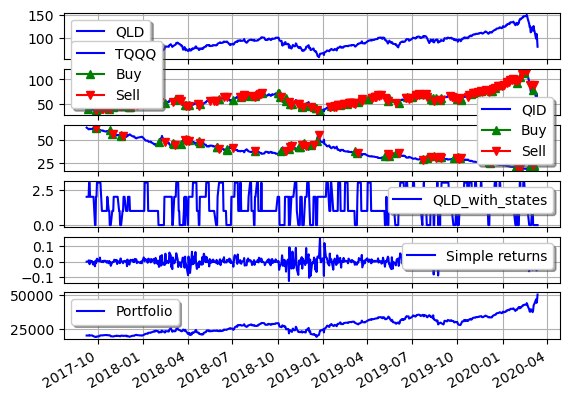 150
100
QLD
100
50
TQQQ
Buy
Sell
50
25
QID
Buy
Sell
2.5
0.0
QLD_with_states
0.1
0.0
−0.1
Simple returns
50000
25000
Portfolio
2017-10 2018-01 2018-04 2018-07 2018-10 2019-01 2019-04 2019-07 2019-10 2020-01 2020-04